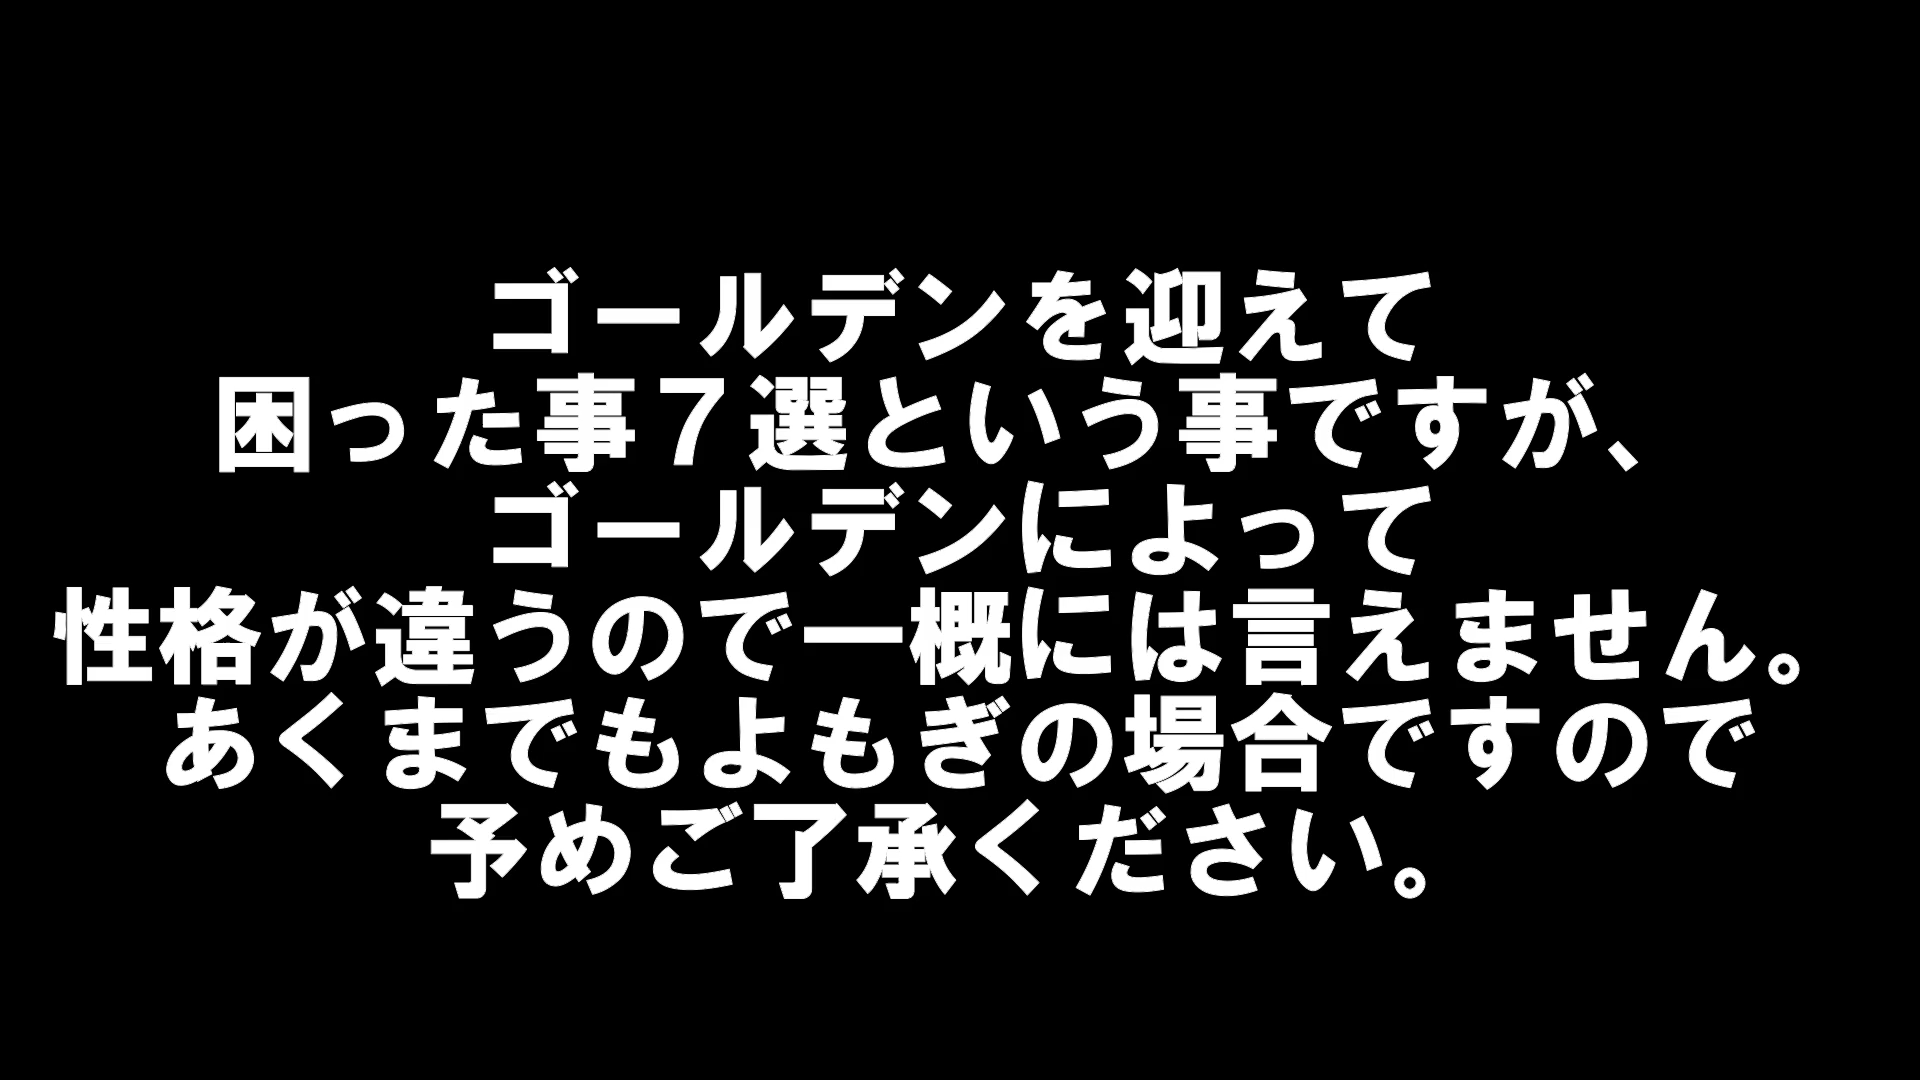 ゴールデンを迎えて
困った事７選という事ですが、
ゴールデンによって
性格が違うので一概には言えません。
あくまでもよもぎの場合ですので
予めご了承ください。